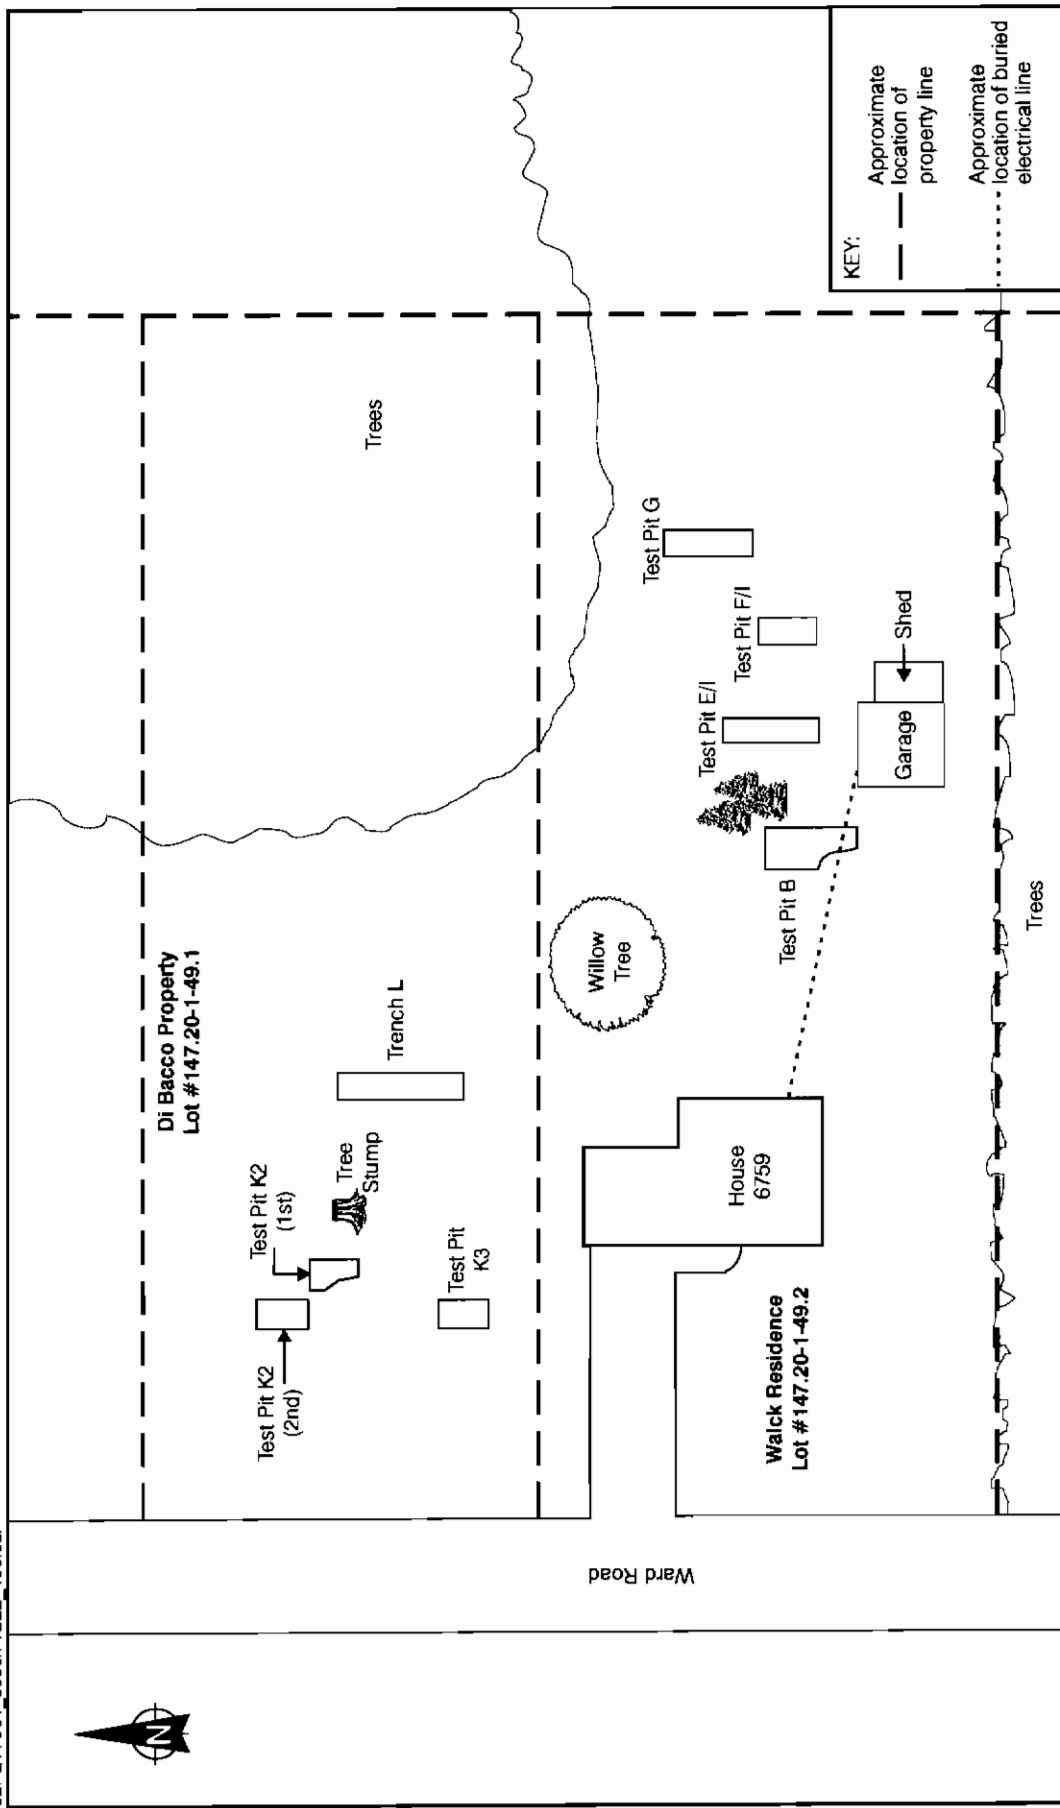 Di Bacco Property
Lot #147.20-1-49.1
Trees
Test Pit K2
(1st)
Test Pit K2
(2nd)
Tree
Stump
Trench L
Test Pit
K3
Willow
Tree
Test Pit G
Test Pit F/I
Test Pit E/I
Test Pit B
Garage
Shed
House
6759
Walck Residence
Lot #147.20-1-49.2
Ward Road
Trees
N
KEY:
Approximate
location of
property line
Approximate
location of buried
electrical line